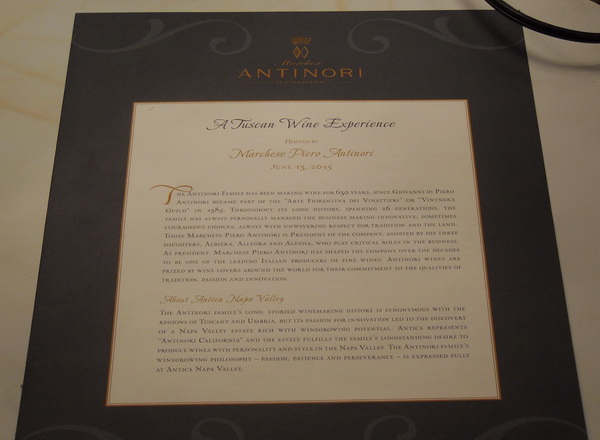 Marchesi
ANTINORI
A Tuscan Wine Experience
Hosted by
Marchese Piero Antinori
June 15, 2015
The Antinori Family has been making wine for 630 years, since Giovanni di Piero
Antinori became part of the "Arte Fiorentina dei Vinattieri" or "Vintner's
Guild" in 1385. Throughout its long history, spanning 26 generations, the
family has always personally managed the business making innovative, sometimes
courageous choices, always with unwavering respect for tradition and the land.
Today Marchese Piero Antinori is President of the company, assisted by his three
daughters, Albiera, Allegra and Alessia, who play critical roles in the business.
As president, Marchese Piero Antinori has shaped the company over the decades
to be one of the leading Italian producers of fine wines. Antinori wines are
prized by wine lovers around the world for their commitment to the qualities of
tradition, passion and innovation.
About Antica Napa Valley
The Antinori family's long, storied winemaking history is synonymous with the
regions of Tuscany and Umbria, but its passion for innovation led to the discovery
of a Napa Valley estate rich with winegrowing potential. Antica represents
"Antinori California" and the estate fulfills the family's longstanding desire to
produce wines with personality and style in the Napa Valley. The Antinori family's
winegrowing philosophy – passion, patience and perseverance – is expressed fully
at Antica Napa Valley.